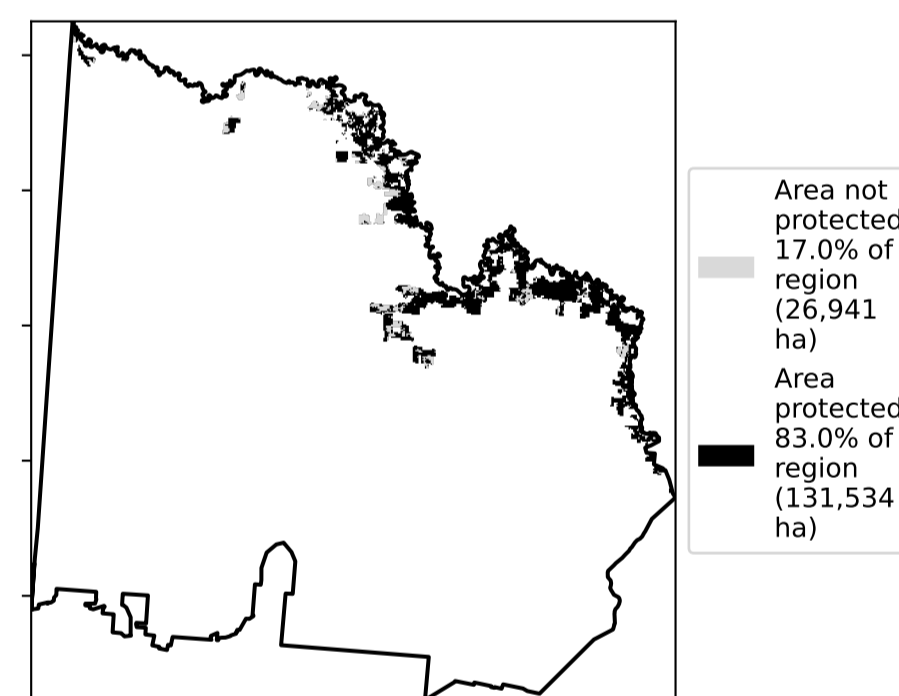 Area not
protected
17.0% of
region
(26,941
ha)
Area
protected
83.0% of
region
(131,534
ha)